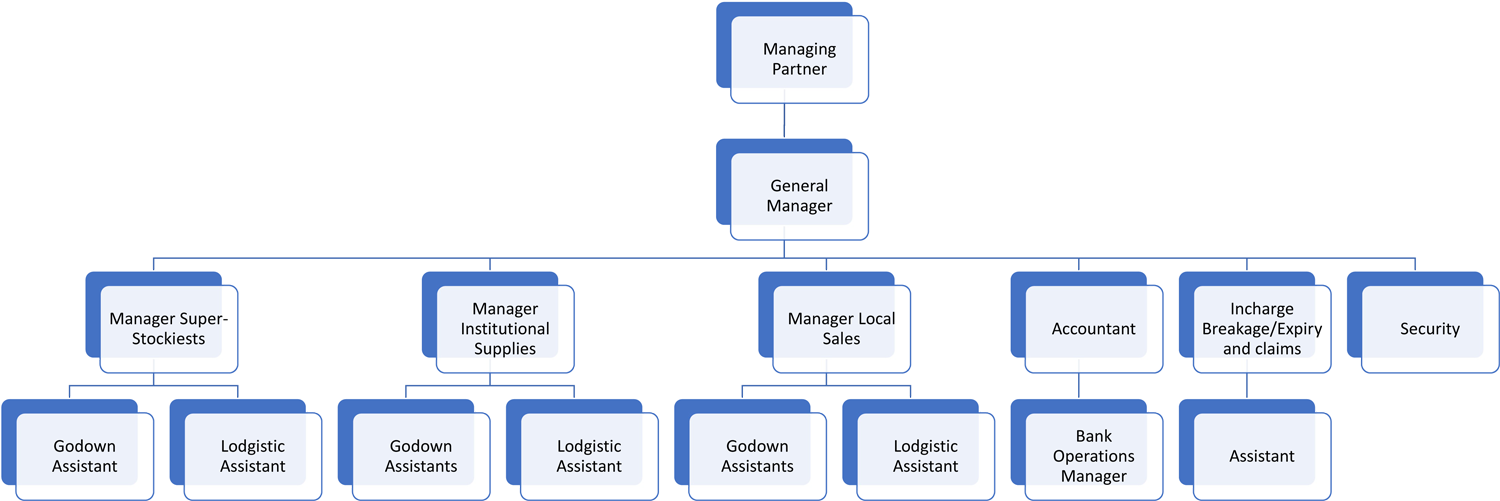 Managing
Partner
General
Manager
Manager Super-
Stockiests
Manager
Institutional
Supplies
Manager Local
Sales
Accountant
Incharge
Breakage/Expiry
and claims
Security
Godown
Assistant
Lodgistic
Assistant
Godown
Assistants
Lodgistic
Assistant
Godown
Assistants
Lodgistic
Assistant
Bank
Operations
Manager
Assistant